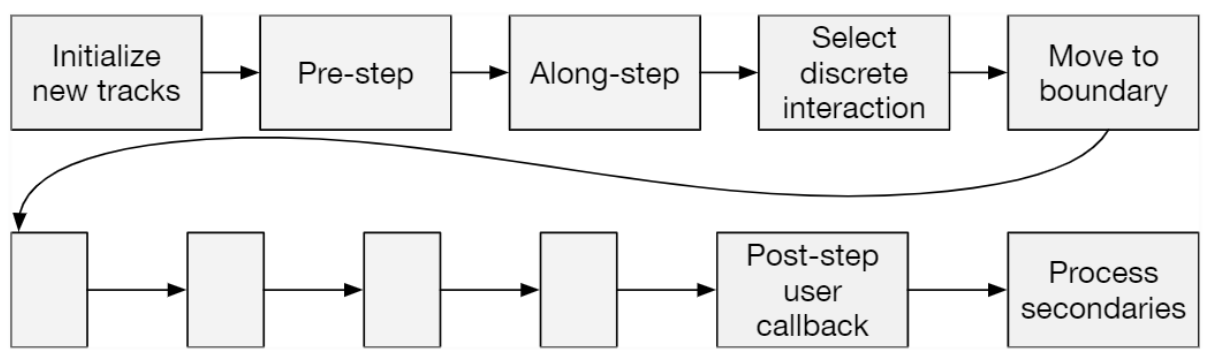 Initialize
new tracks
Pre-step
Along-step
Select
discrete
interaction
Move to
boundary
Post-step
user
callback
Process
secondaries